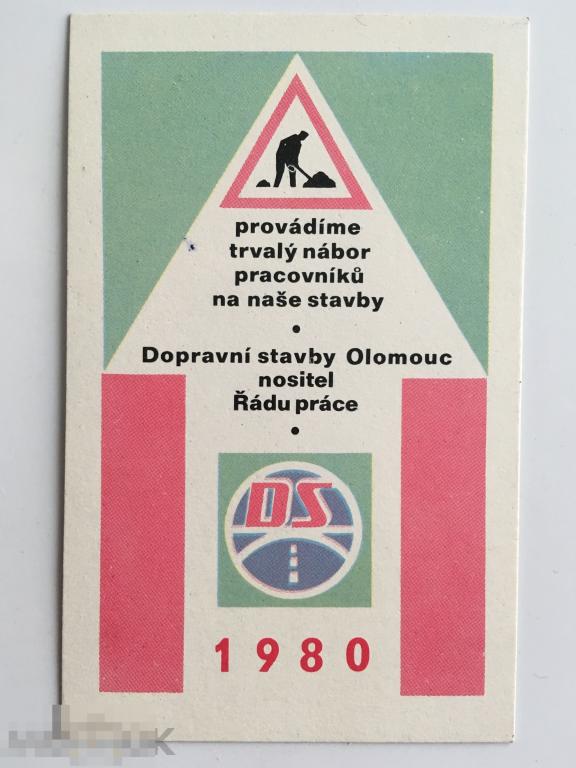 provádíme
trvalý nábor
pracovníků
na naše stavby
•
Dopravní stavby Olomouc
nositel
Řádu práce
•
DS
1980